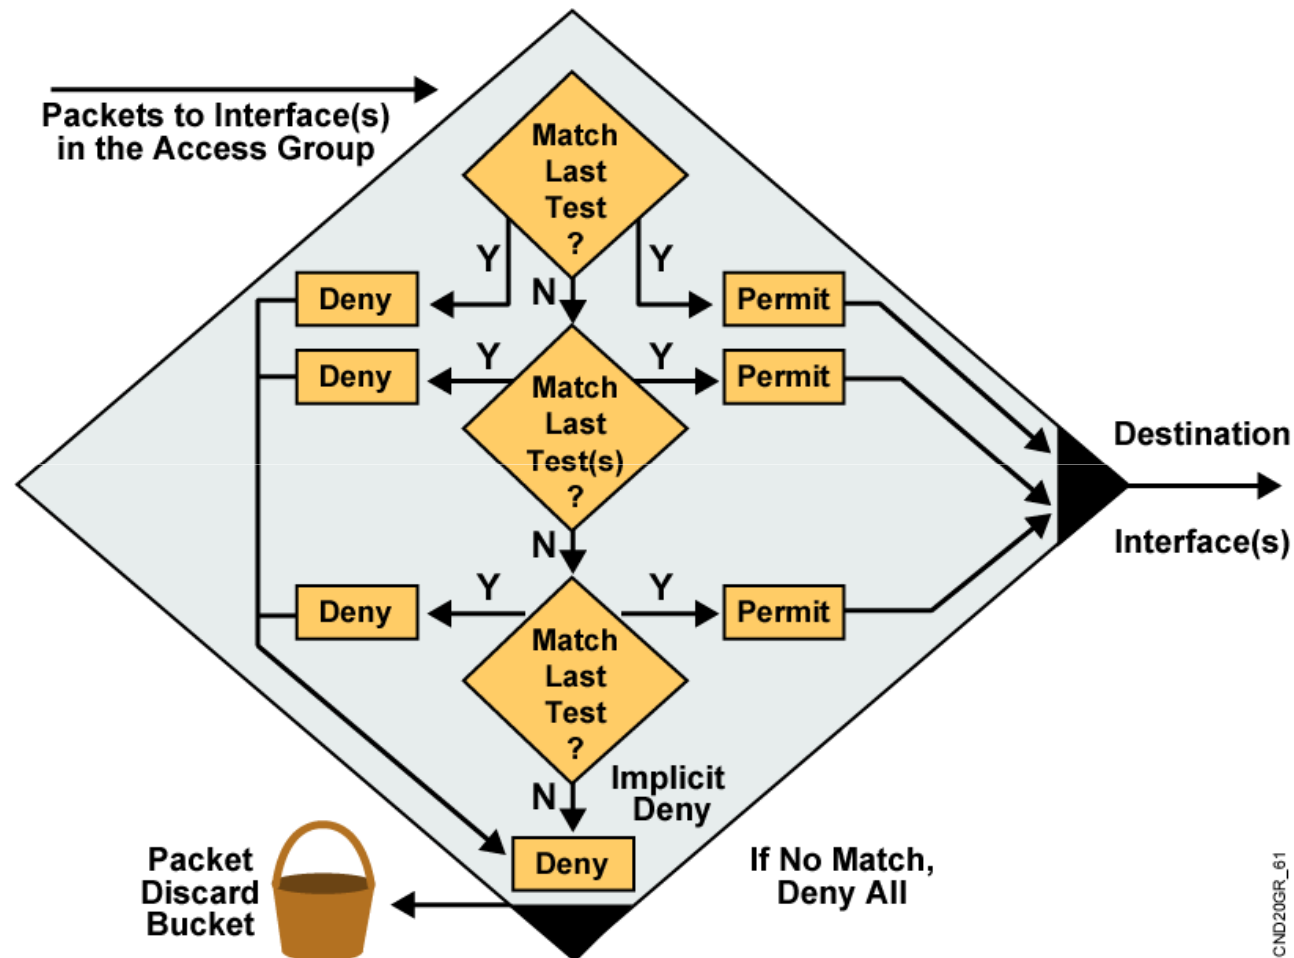 Packets to Interface(s)
in the Access Group
Match
Last
Test
?
Y
Y
N
Deny
Permit
Y
Y
Deny
Permit
Match
Last
Test(s)
?
Destination
Interface(s)
N
Y
Y
Deny
Permit
Match
Last
Test
?
N
Implicit
Deny
Deny
If No Match,
Deny All
Packet
Discard
Bucket
CND20GR_61